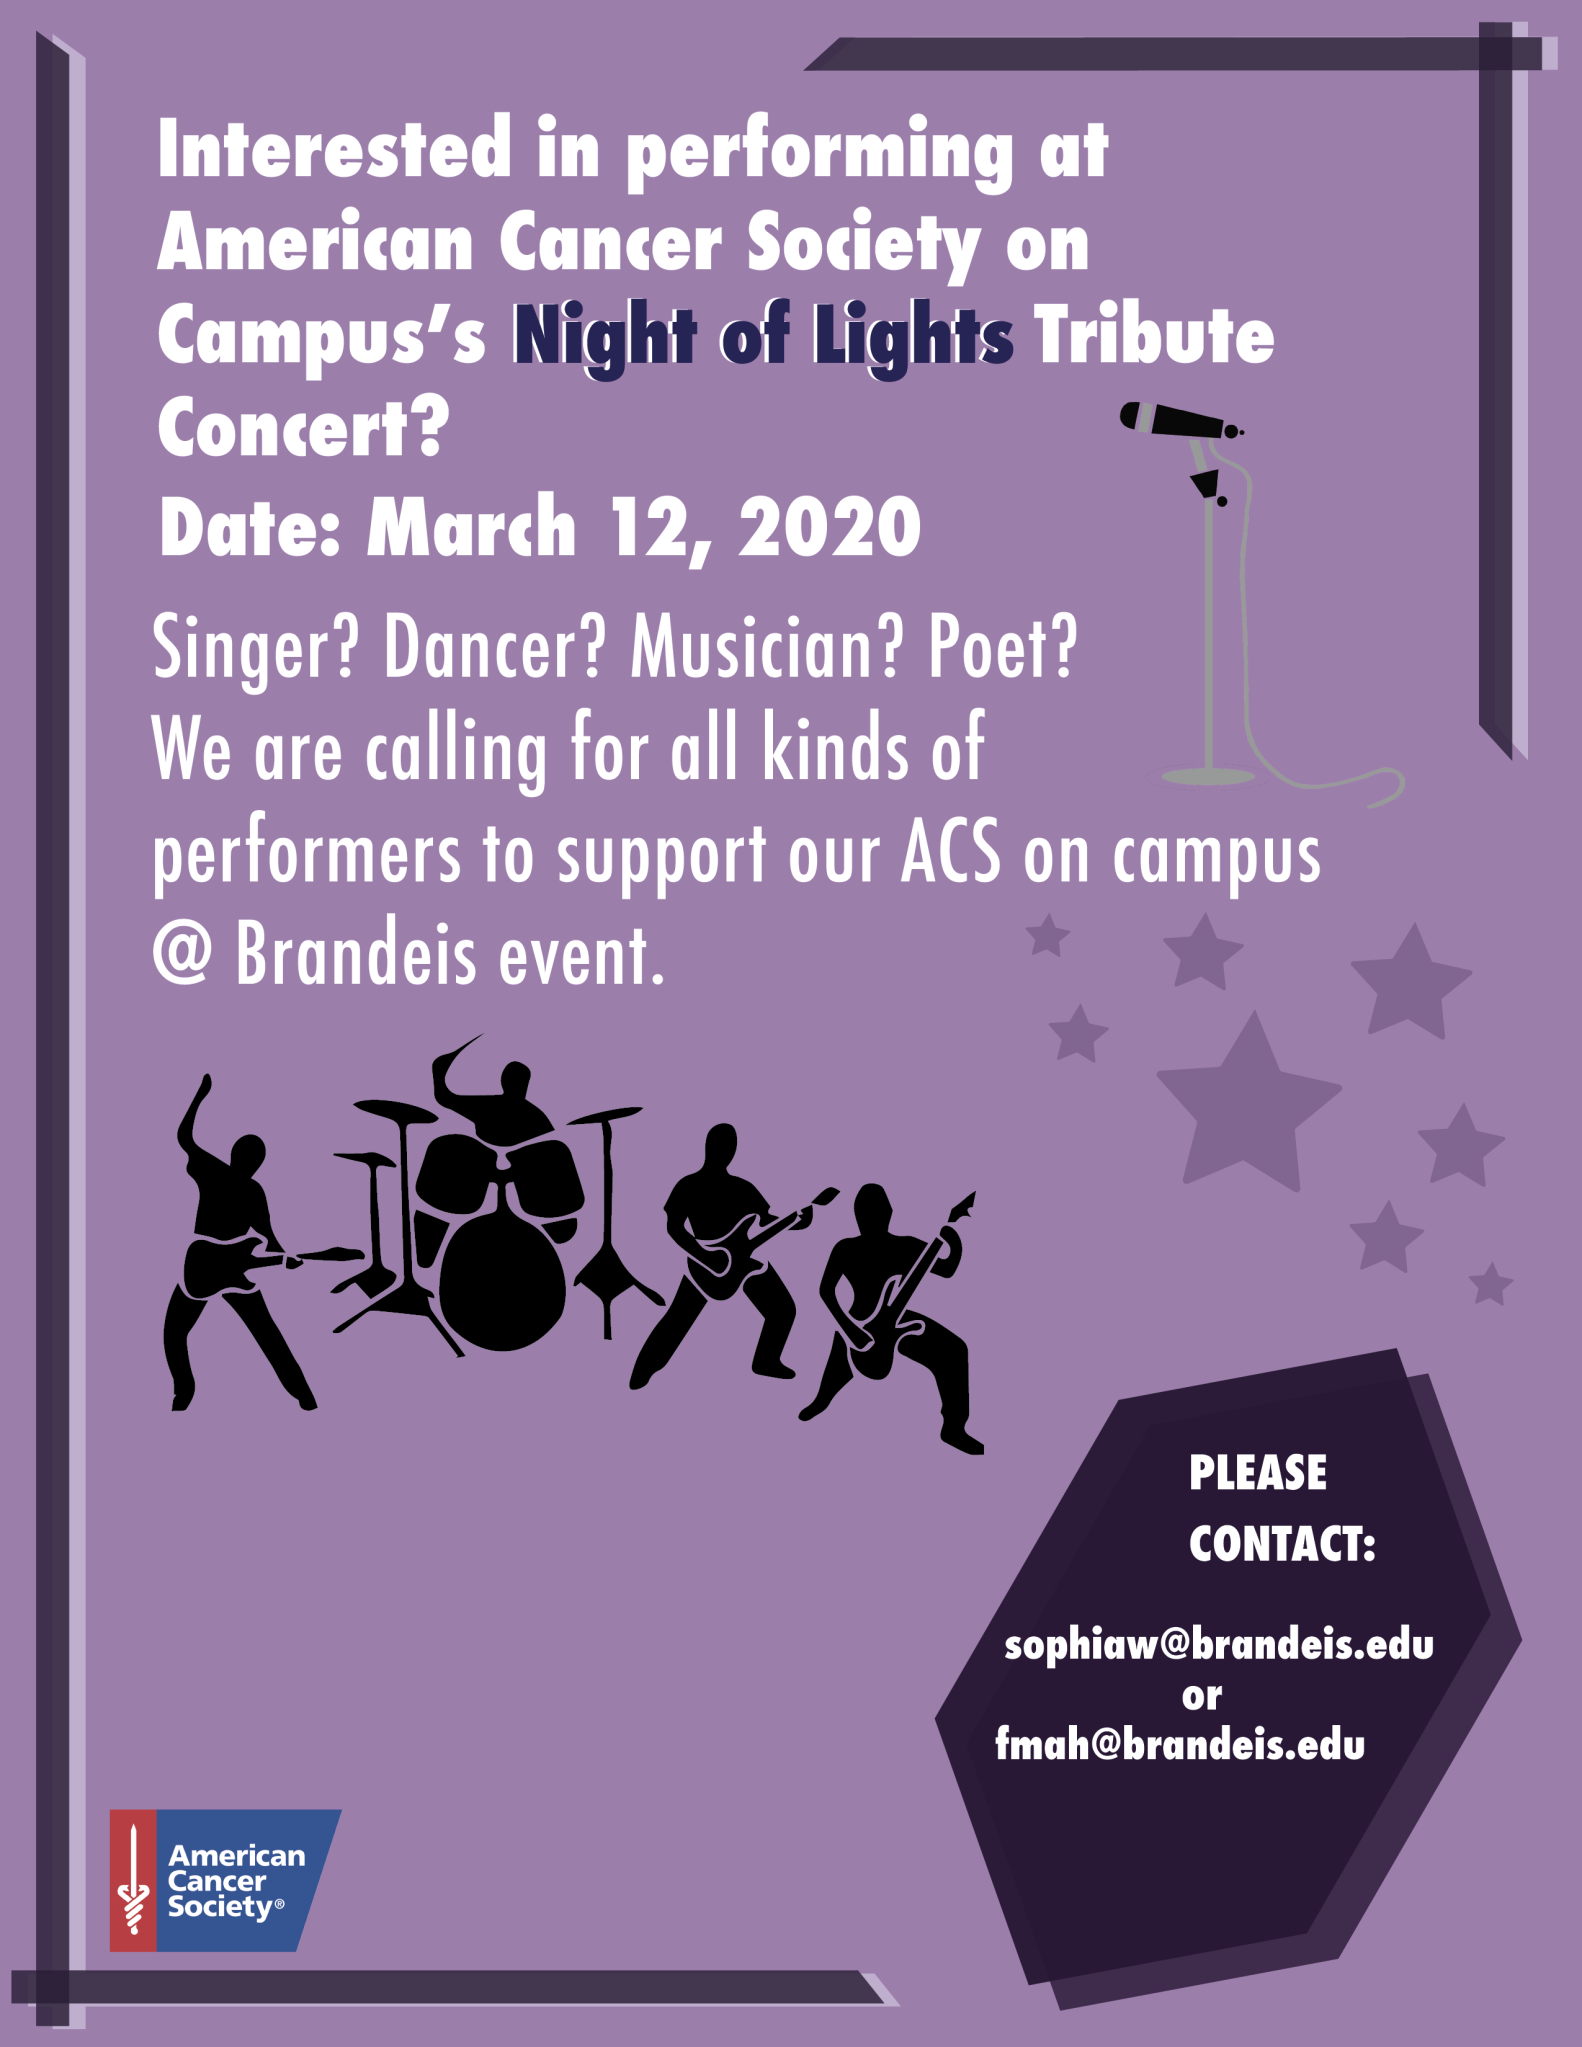 Interested in performing at
American Cancer Society on
Campus’s Night of Lights Tribute
Concert?
Date: March 12, 2020
Singer? Dancer? Musician? Poet?
We are calling for all kinds of
performers to support our ACS on campus
@ Brandeis event.
PLEASE
CONTACT:
sophiaw@brandeis.edu
or
fmah@brandeis.edu
American
Cancer
Society®